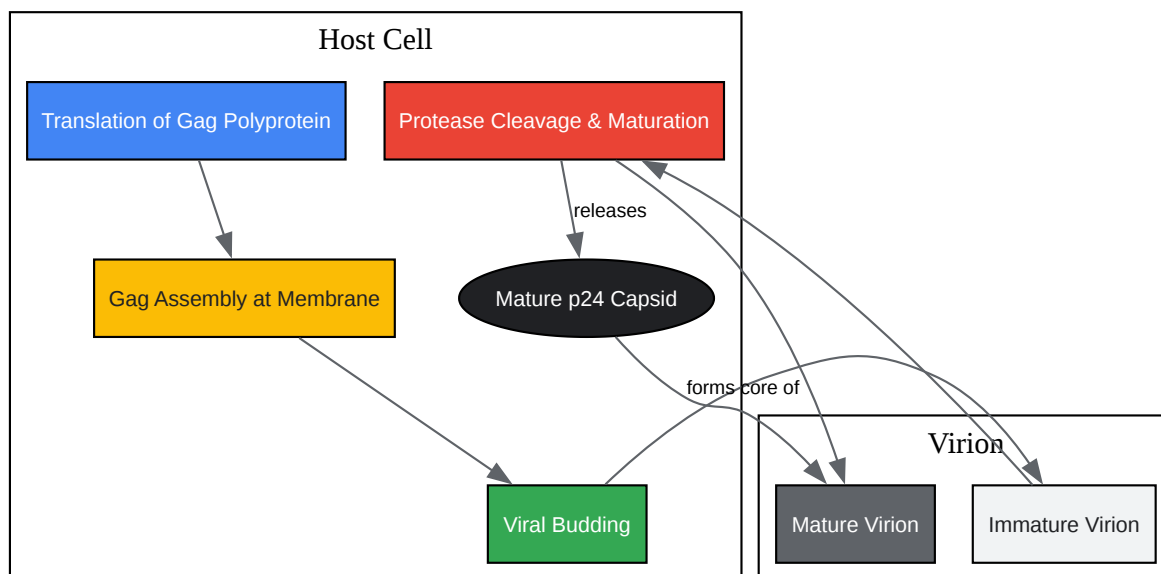 Host Cell
Translation of Gag Polyprotein
Protease Cleavage & Maturation
releases
Gag Assembly at Membrane
Mature p24 Capsid
forms core of
Virion
Viral Budding
Mature Virion
Immature Virion